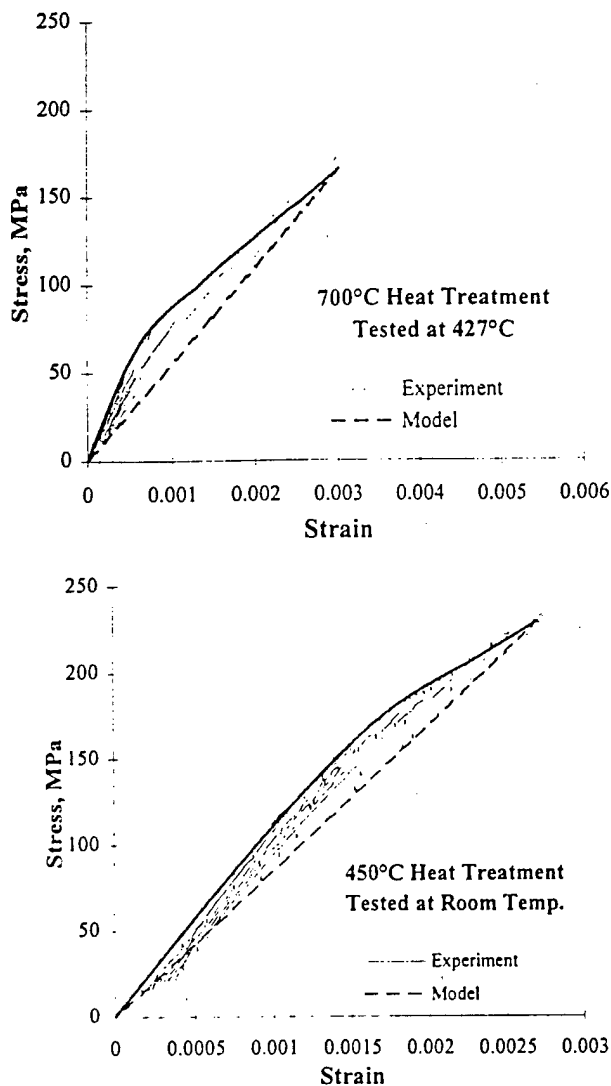 250
200
150
100
50
0
Stress, MPa
700°C Heat Treatment
Tested at 427°C
Experiment
Model
0 0.001 0.002 0.003 0.004 0.005 0.006
Strain
250
200
150
100
50
0
Stress, MPa
450°C Heat Treatment
Tested at Room Temp.
Experiment
Model
0 0.0005 0.001 0.0015 0.002 0.0025 0.003
Strain